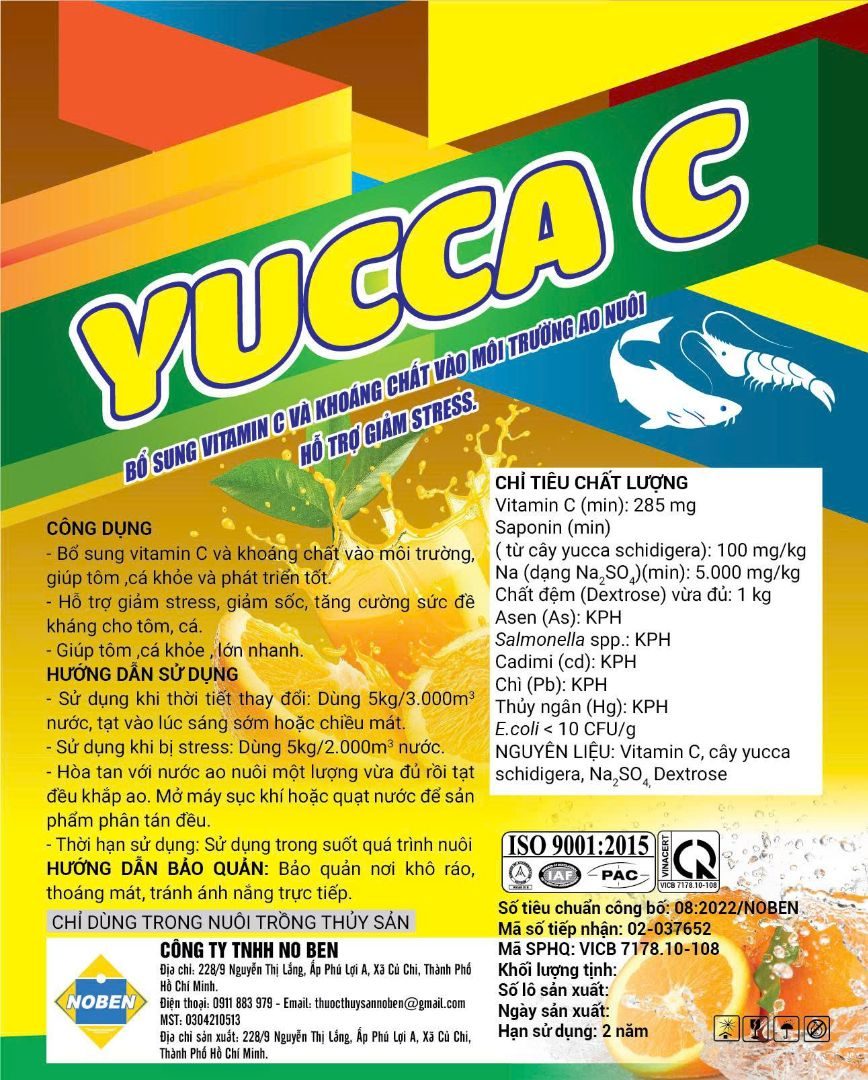 YUCCA C
BỔ SUNG VITAMIN C VÀ KHOÁNG CHẤT VÀO MÔI TRƯỜNG AO NUÔI
HỖ TRỢ GIẢM STRESS.
CÔNG DỤNG
- Bổ sung vitamin C và khoáng chất vào môi trường,
giúp tôm ,cá khỏe và phát triển tốt.
- Hỗ trợ giảm stress, giảm sốc, tăng cường sức đề
kháng cho tôm, cá.
- Giúp tôm ,cá khỏe , lớn nhanh.
HƯỚNG DẪN SỬ DỤNG
- Sử dụng khi thời tiết thay đổi: Dùng 5kg/3.000m³
nước, tạt vào lúc sáng sớm hoặc chiều mát.
- Sử dụng khi bị stress: Dùng 5kg/2.000m³ nước.
- Hòa tan với nước ao nuôi một lượng vừa đủ rồi tạt
đều khắp ao. Mở máy sục khí hoặc quạt nước để sản
phẩm phân tán đều.
- Thời hạn sử dụng: Sử dụng trong suốt quá trình nuôi
HƯỚNG DẪN BẢO QUẢN: Bảo quản nơi khô ráo,
thoáng mát, tránh ánh nắng trực tiếp.
CHỈ DÙNG TRONG NUÔI TRỒNG THỦY SẢN
CHỈ TIÊU CHẤT LƯỢNG
Vitamin C (min): 285 mg
Saponin (min)
( từ cây yucca schidigera): 100 mg/kg
Na (dạng Na₂SO₄)(min): 5.000 mg/kg
Chất đệm (Dextrose) vừa đủ: 1 kg
Asen (As): KPH
Salmonella spp.: KPH
Cadimi (cd): KPH
Chì (Pb): KPH
Thủy ngân (Hg): KPH
E.coli < 10 CFU/g
NGUYÊN LIỆU: Vitamin C, cây yucca
schidigera, Na₂SO₄, Dextrose
ISO 9001:2015
IAF
PAC
VINACERT
VICB 7178.10-108
Số tiêu chuẩn công bố: 08:2022/NOBEN
Mã số tiếp nhận: 02-037652
Mã SPHQ: VICB 7178.10-108
Khối lượng tịnh:
Số lô sản xuất:
Ngày sản xuất:
Hạn sử dụng: 2 năm
NOBEN
CÔNG TY TNHH NO BEN
Địa chỉ: 228/9 Nguyễn Thị Lắng, Ấp Phú Lợi A, Xã Củ Chi, Thành Phố
Hồ Chí Minh.
Điện thoại: 0911 883 979 - Email: thuocthuysannoben@gmail.com
MST: 0304210513
Địa chỉ sản xuất: 228/9 Nguyễn Thị Lắng, Ấp Phú Lợi A, Xã Củ Chi,
Thành Phố Hồ Chí Minh.